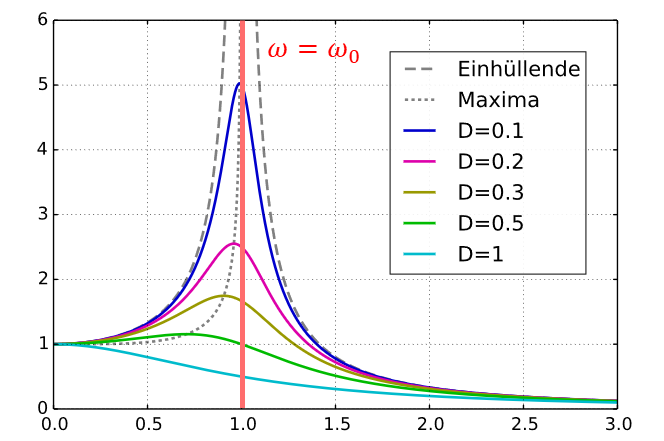 6
5
4
3
2
1
0
ω = ω₀
Einhüllende
Maxima
D=0.1
D=0.2
D=0.3
D=0.5
D=1
0.0 0.5 1.0 1.5 2.0 2.5 3.0